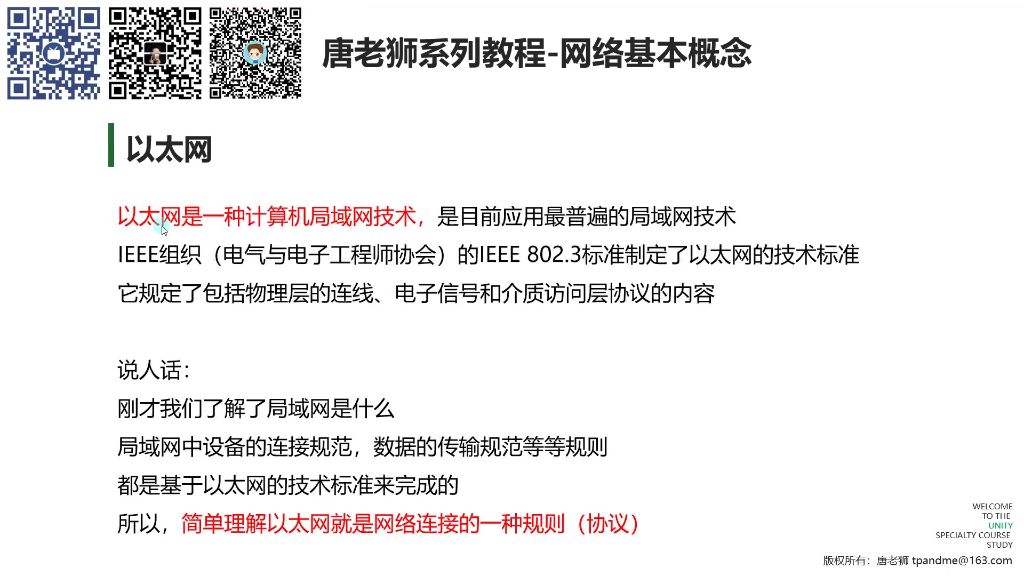 唐老狮系列教程-网络基本概念
以太网
以太网是一种计算机局域网技术，是目前应用最普遍的局域网技术
IEEE组织（电气与电子工程师协会）的IEEE 802.3标准制定了以太网的技术标准
它规定了包括物理层的连线、电子信号和介质访问层协议的内容
说人话：
刚才我们了解了局域网是什么
局域网中设备的连接规范，数据的传输规范等等规则
都是基于以太网的技术标准来完成的
所以，简单理解以太网就是网络连接的一种规则（协议）
WELCOME
TO THE
UNITY
SPECIALTY COURSE
STUDY
版权所有：唐老狮 tpandme@163.com